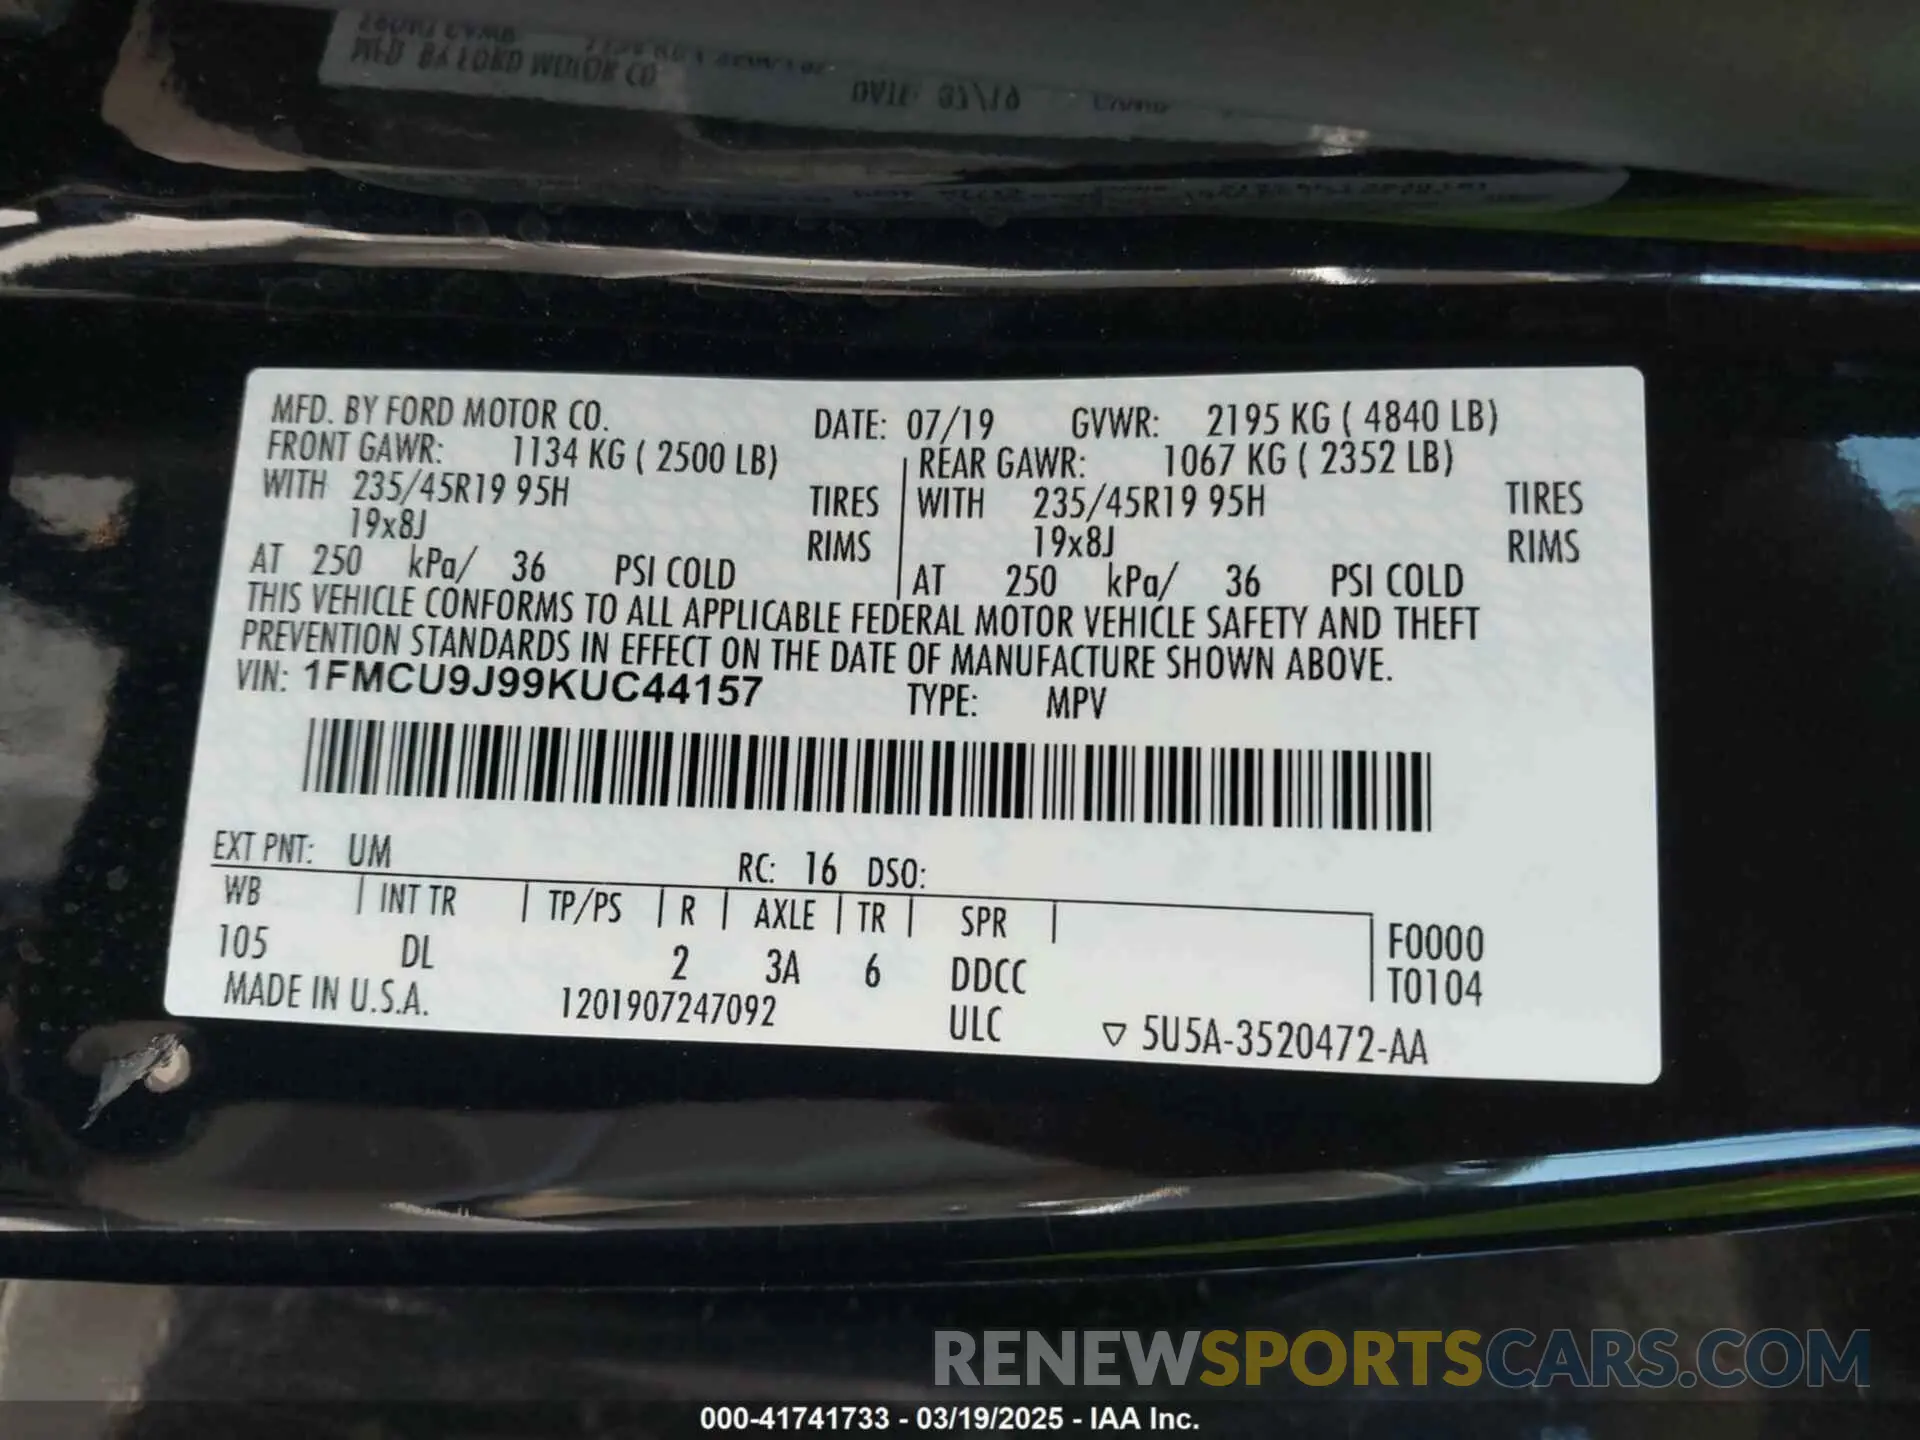 MFD. BY FORD MOTOR CO. DATE: 07/19 GVWR: 2195 KG ( 4840 LB)
FRONT GAWR: 1134 KG ( 2500 LB) REAR GAWR: 1067 KG ( 2352 LB)
WITH 235/45R19 95H TIRES WITH 235/45R19 95H TIRES
19x8J RIMS 19x8J RIMS
AT 250 kPa/ 36 PSI COLD AT 250 kPa/ 36 PSI COLD
THIS VEHICLE CONFORMS TO ALL APPLICABLE FEDERAL MOTOR VEHICLE SAFETY AND THEFT
PREVENTION STANDARDS IN EFFECT ON THE DATE OF MANUFACTURE SHOWN ABOVE.
VIN: 1FMCU9J99KUC44157 TYPE: MPV
EXT PNT: UM RC: 16 DSO:
WB INT TR TP/PS R AXLE TR SPR F0000
105 DL 2 3A 6 DDCC T0104
MADE IN U.S.A. 1201907247092 ULC ▽ 5U5A-3520472-AA
RENEWSPORTSCARS.COM
000-41741733 - 03/19/2025 - IAA Inc.